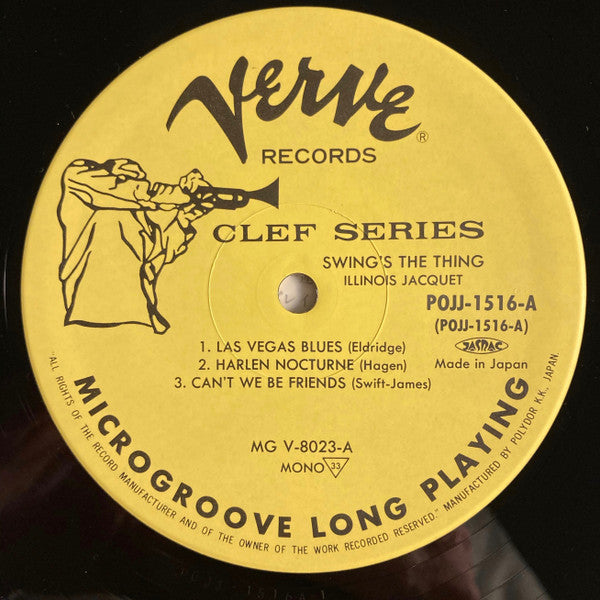 Verve
®
RECORDS
CLEF SERIES
SWING'S THE THING
ILLINOIS JACQUET
POJJ-1516-A
(POJJ-1516-A)
JASRAC
Made in Japan
1. LAS VEGAS BLUES (Eldridge)
2. HARLEN NOCTURNE (Hagen)
3. CAN'T WE BE FRIENDS (Swift-James)
MG V-8023-A
MONO 33
MICROGROOVE LONG PLAYING
"ALL RIGHTS OF THE RECORD MANUFACTURER AND OF THE OWNER OF THE WORK RECORDED RESERVED." MANUFACTURED BY POLYDOR K.K., JAPAN.